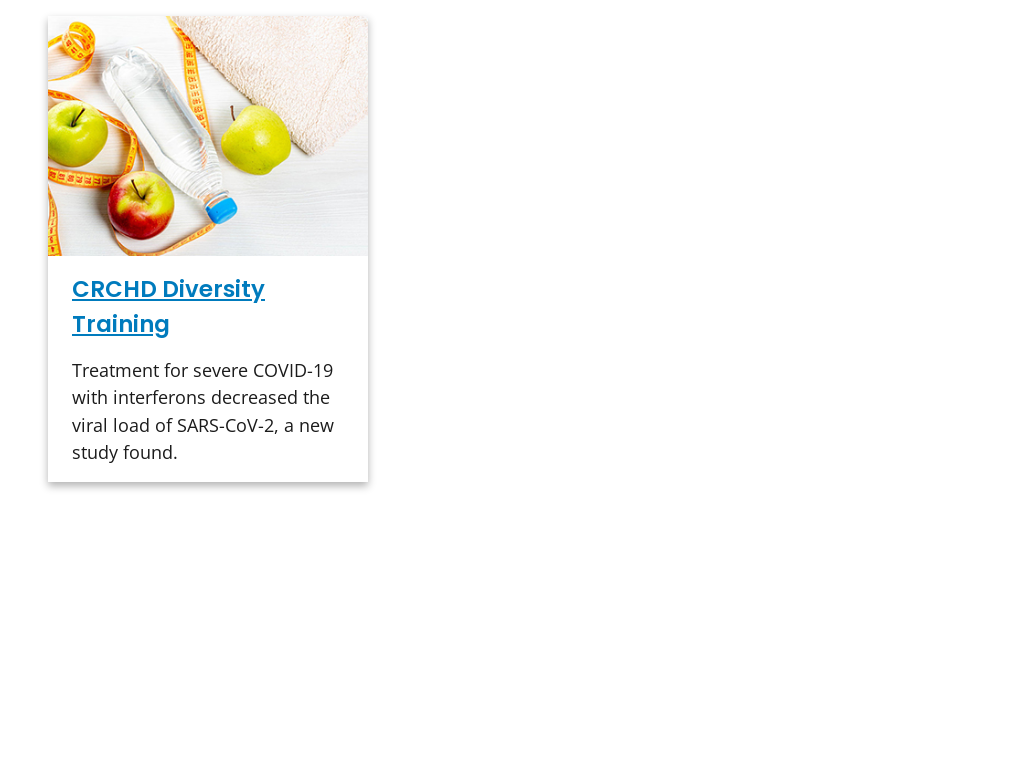 CRCHD Diversity
Training
Treatment for severe COVID-19
with interferons decreased the
viral load of SARS-CoV-2, a new
study found.